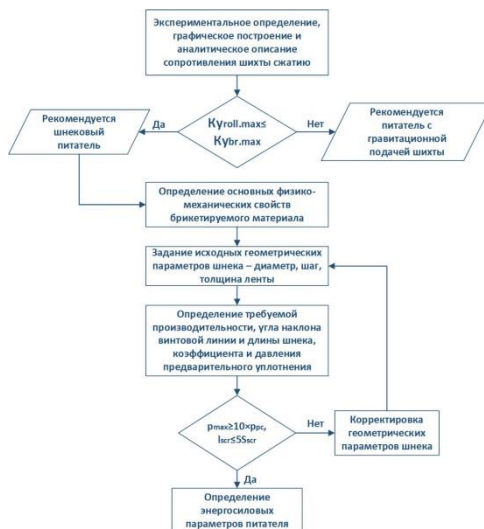 Экспериментальное определение,
графическое построение и
аналитическое описание
сопротивления шихты сжатию
Kyroll.max≤
Kybr.max
Да
Нет
Рекомендуется
шнековый
питатель
Рекомендуется
питатель с
гравитационной
подачей шихты
Определение основных физико-
механических свойств
брикетируемого материала
Задание исходных геометрических
параметров шнека – диаметр, шаг,
толщина ленты
Определение требуемой
производительности, угла наклона
винтовой линии и длины шнека,
коэффициента и давления
предварительного уплотнения
pmax≥10×ppc,
lscr≤5Sscr
Нет
Корректировка
геометрических
параметров шнека
Да
Определение
энергосиловых
параметров питателя